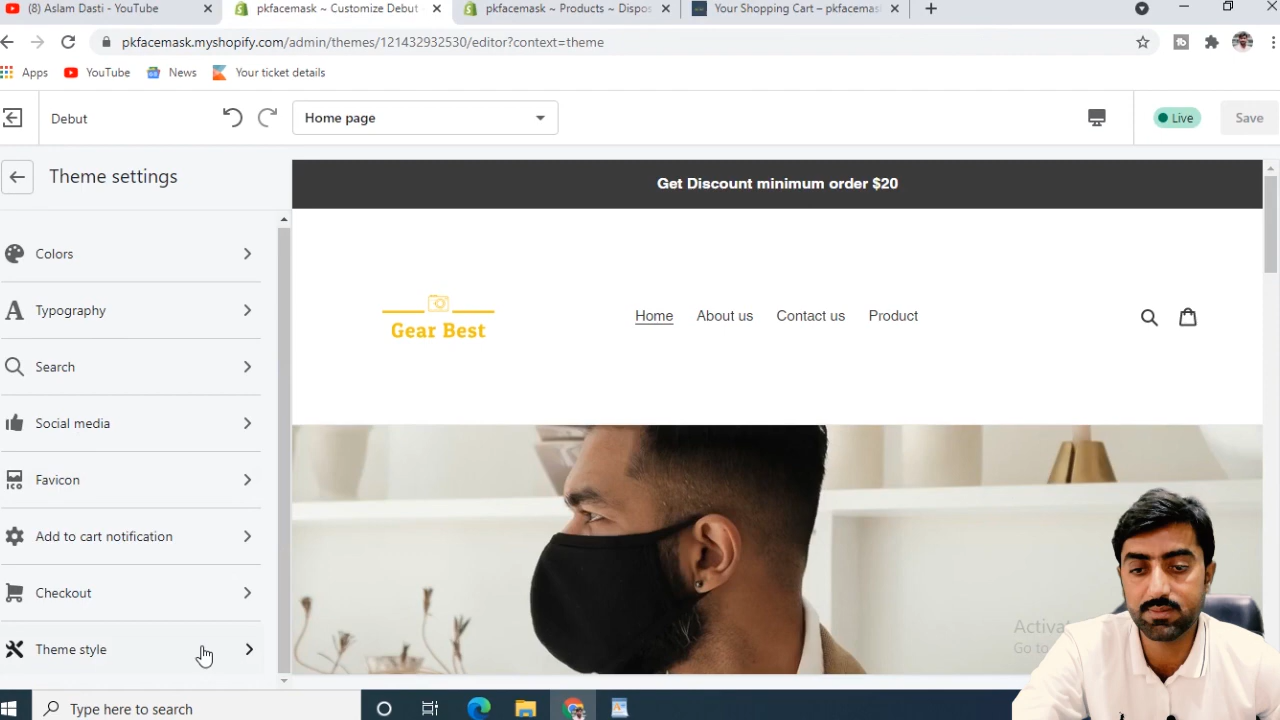 (8) Aslam Dasti - YouTube
pkfacemask ~ Customize Debut
pkfacemask ~ Products ~ Dispos
Your Shopping Cart – pkfacemas
pkfacemask.myshopify.com/admin/themes/121432932530/editor?context=theme
Apps
YouTube
News
Your ticket details
Debut
Home page
Live
Save
Theme settings
Get Discount minimum order $20
Colors
Typography
Gear Best
Home
About us
Contact us
Product
Search
Social media
Favicon
ICO
Add to cart notification
Checkout
Theme style
Activa
Go to
Type here to search